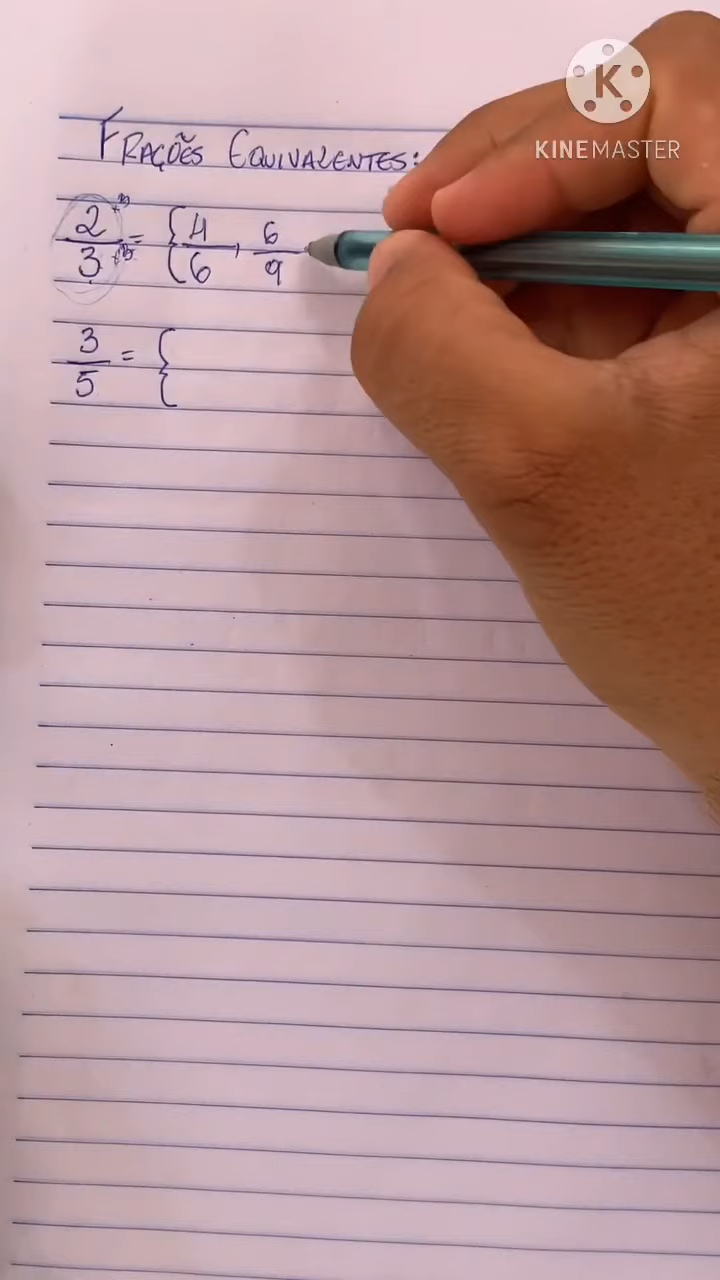 KINEMASTER
FRAÇÕES EQUIVALENTES:
2/3 = { 4/6, 6/9
3/5 = {